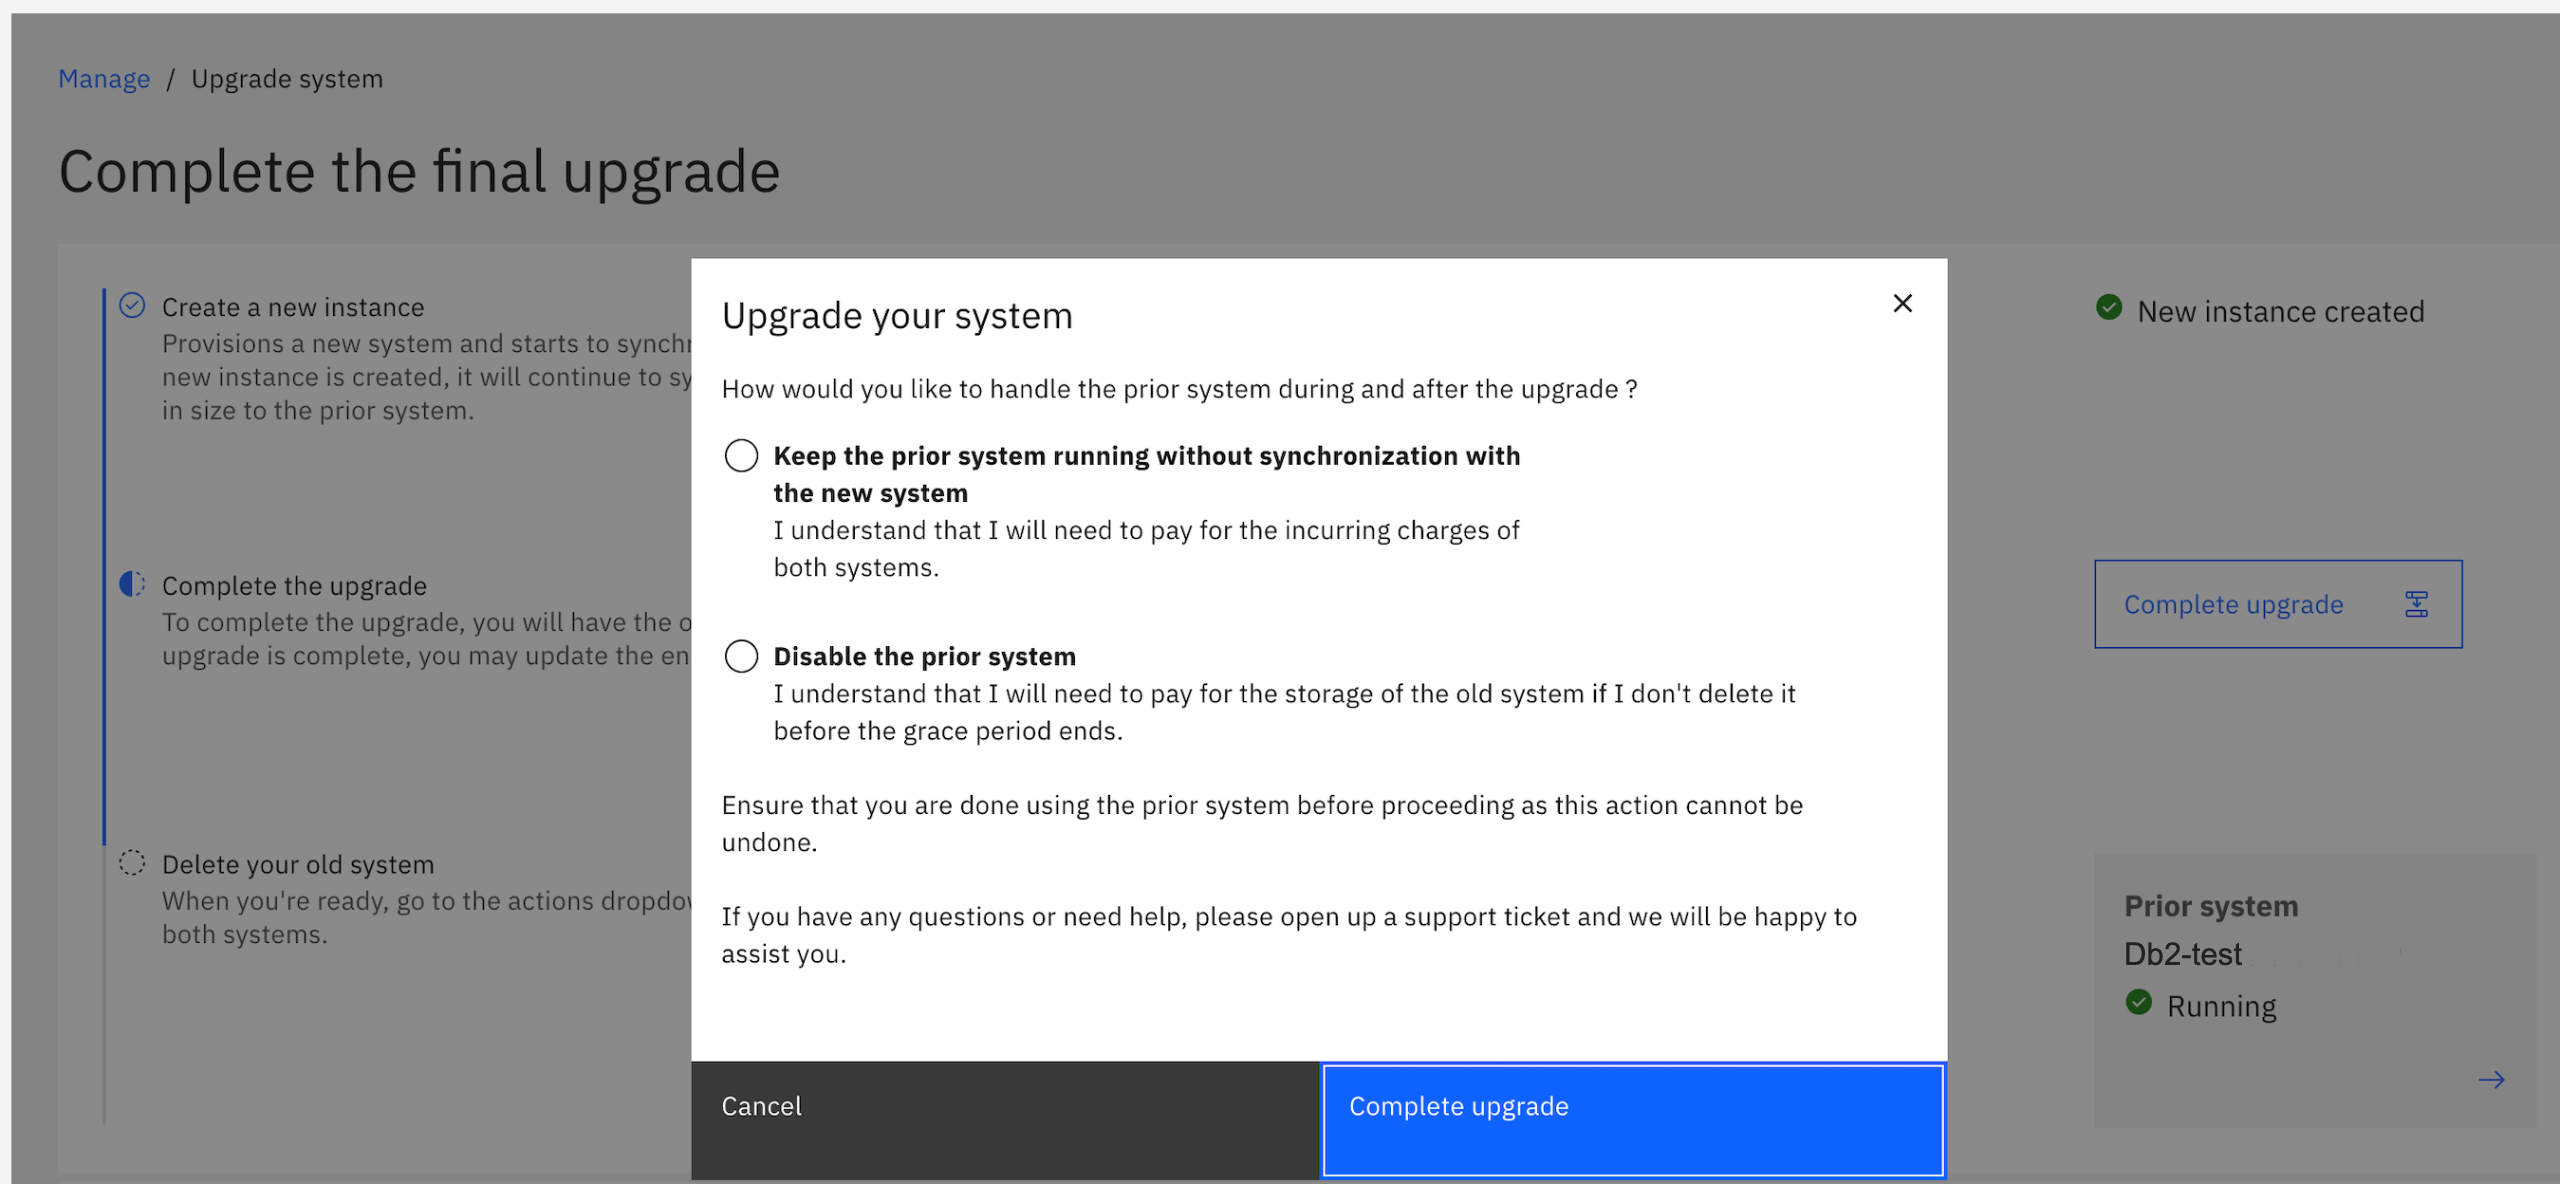 Manage / Upgrade system
Complete the final upgrade
Create a new instance
Provisions a new system and starts to synchr
new instance is created, it will continue to sy
in size to the prior system.
Complete the upgrade
To complete the upgrade, you will have the o
upgrade is complete, you may update the en
Delete your old system
When you're ready, go to the actions dropdov
both systems.
Upgrade your system
How would you like to handle the prior system during and after the upgrade ?
Keep the prior system running without synchronization with
the new system
I understand that I will need to pay for the incurring charges of
both systems.
Disable the prior system
I understand that I will need to pay for the storage of the old system if I don't delete it
before the grace period ends.
Ensure that you are done using the prior system before proceeding as this action cannot be
undone.
If you have any questions or need help, please open up a support ticket and we will be happy to
assist you.
Cancel
Complete upgrade
New instance created
Complete upgrade
Prior system
Db2-test
Running